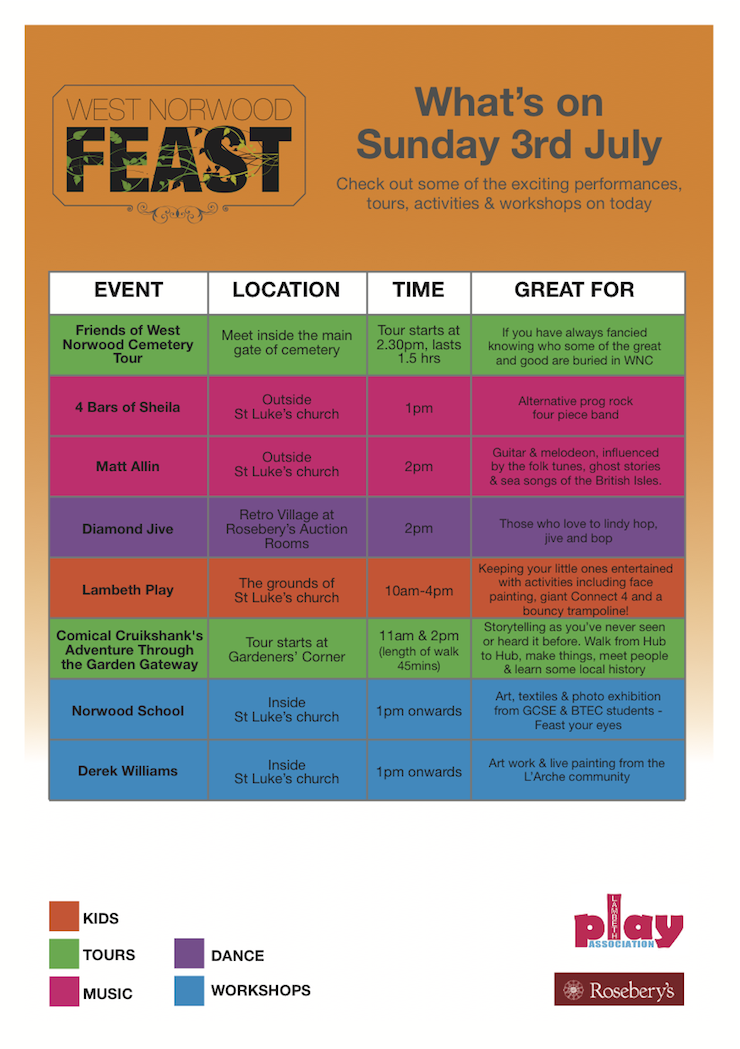 WEST NORWOOD
FEAST
What's on
Sunday 3rd July
Check out some of the exciting performances,
tours, activities & workshops on today
EVENT
LOCATION
TIME
GREAT FOR
Friends of West
Norwood Cemetery
Tour
Meet inside the main
gate of cemetery
Tour starts at
2.30pm, lasts
1.5 hrs
If you have always fancied
knowing who some of the great
and good are buried in WNC
4 Bars of Sheila
Outside
St Luke's church
1pm
Alternative prog rock
four piece band
Matt Allin
Outside
St Luke's church
2pm
Guitar & melodeon, influenced
by the folk tunes, ghost stories
& sea songs of the British Isles.
Diamond Jive
Retro Village at
Rosebery's Auction
Rooms
2pm
Those who love to lindy hop,
jive and bop
Lambeth Play
The grounds of
St Luke's church
10am-4pm
Keeping your little ones entertained
with activities including face
painting, giant Connect 4 and a
bouncy trampoline!
Comical Cruikshank's
Adventure Through
the Garden Gateway
Tour starts at
Gardeners' Corner
11am & 2pm
(length of walk
45mins)
Storytelling as you've never seen
or heard it before. Walk from Hub
to Hub, make things, meet people
& learn some local history
Norwood School
Inside
St Luke's church
1pm onwards
Art, textiles & photo exhibition
from GCSE & BTEC students -
Feast your eyes
Derek Williams
Inside
St Luke's church
1pm onwards
Art work & live painting from the
L'Arche community
KIDS
TOURS
MUSIC
DANCE
WORKSHOPS
LAMBETH
play
ASSOCIATION
Rosebery's